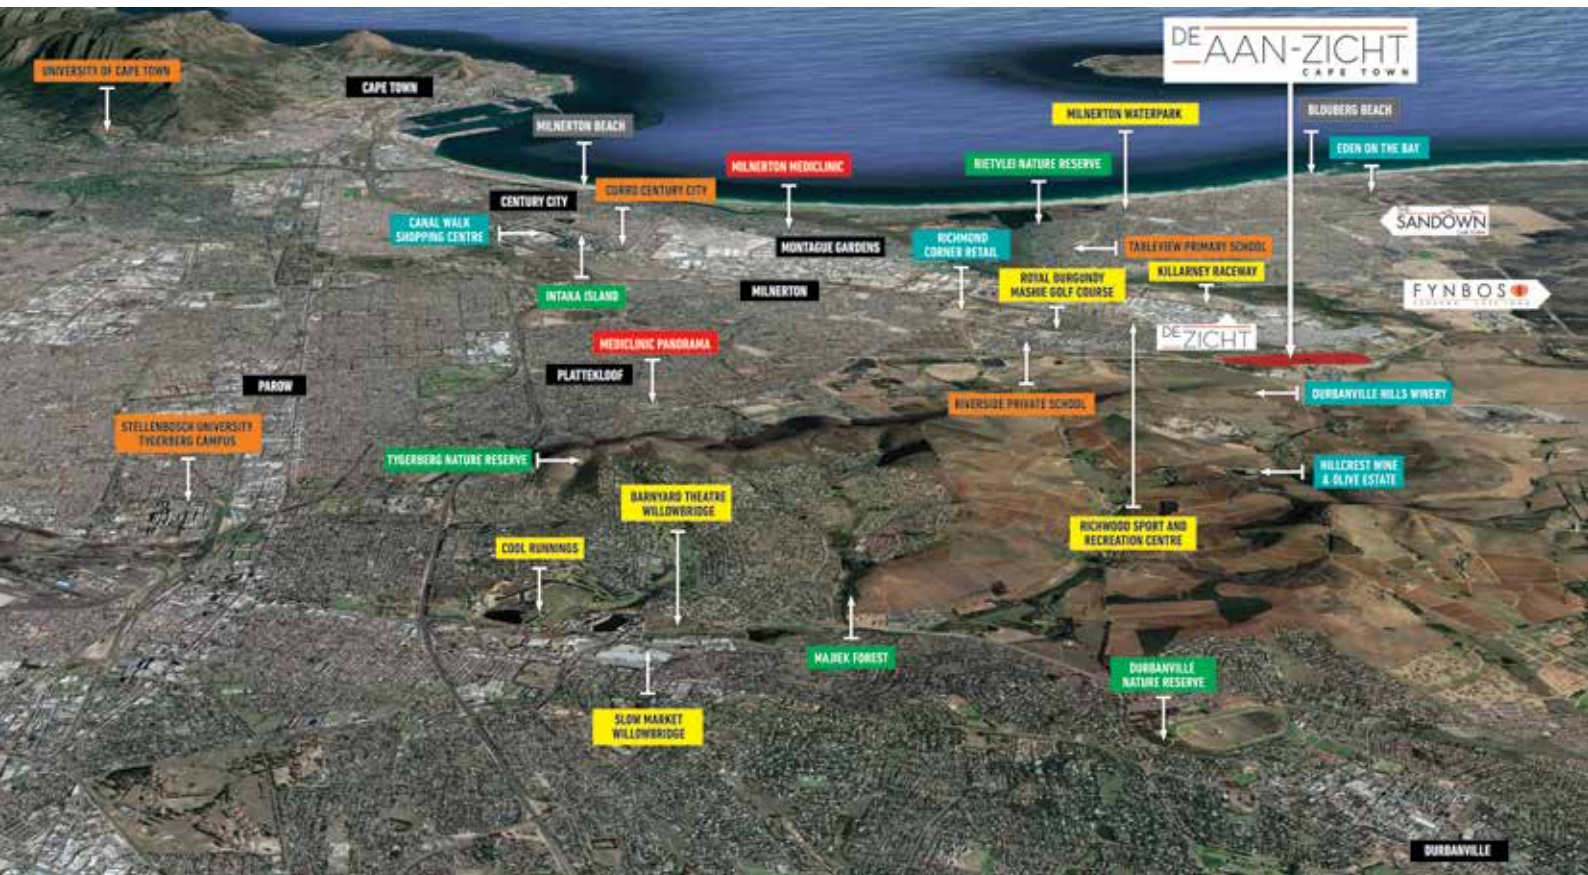 DE
AAN-ZICHT
CAPE TOWN
UNIVERSITY OF CAPE TOWN
CAPE TOWN
MILNERTON BEACH
MILNERTON WATERPARK
BLOUBERG BEACH
EDEN ON THE BAY
MILNERTON MEDICLINIC
RIETVLEI NATURE RESERVE
CURRO CENTURY CITY
CENTURY CITY
CANAL WALK
SHOPPING CENTRE
MONTAGUE GARDENS
RICHMOND
CORNER RETAIL
TABLEVIEW PRIMARY SCHOOL
SANDOWN
KILLARNEY RACEWAY
ROYAL BURGUNDY
MASHIE GOLF COURSE
INTAKA ISLAND
MILNERTON
FYNBOS
DE
ZICHT
MEDICLINIC PANORAMA
PLATTEKLOOF
PAROW
RIVERSIDE PRIVATE SCHOOL
DURBANVILLE HILLS WINERY
STELLENBOSCH UNIVERSITY
TYGERBERG CAMPUS
TYGERBERG NATURE RESERVE
HILLCREST WINE
& OLIVE ESTATE
BARNYARD THEATRE
WILLOWBRIDGE
RICHWOOD SPORT AND
RECREATION CENTRE
COOL RUNNINGS
MAJIEK FOREST
DURBANVILLE
NATURE RESERVE
SLOW MARKET
WILLOWBRIDGE
DURBANVILLE